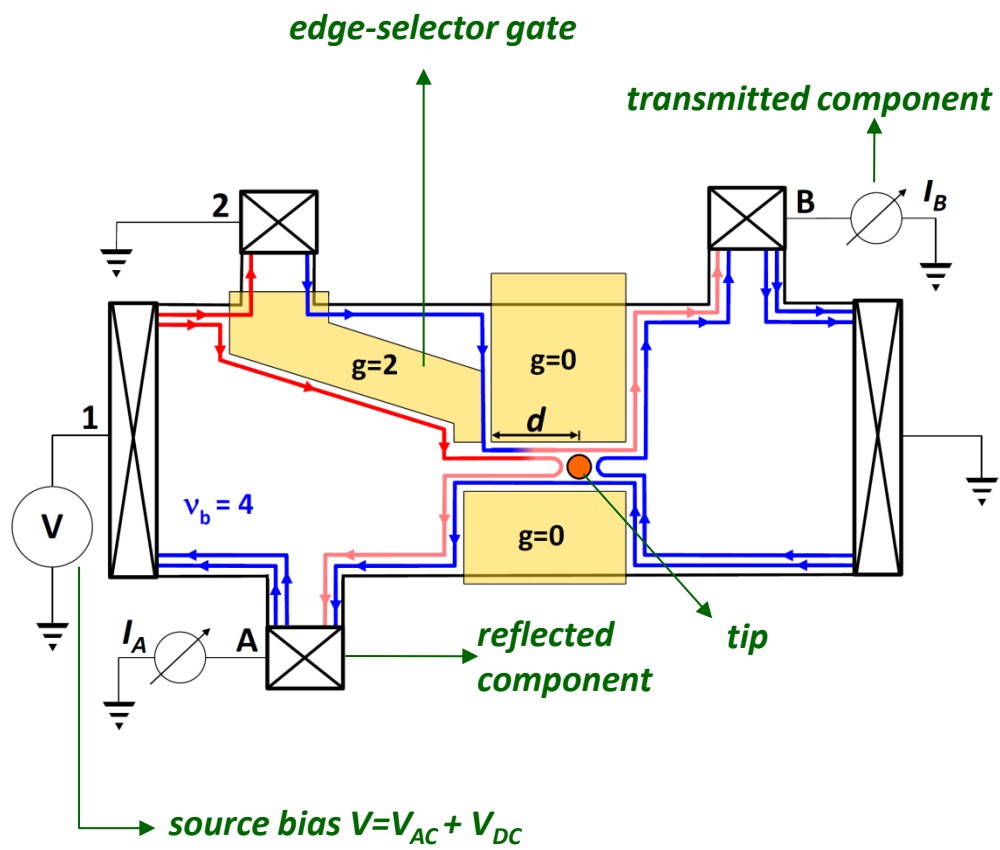 edge-selector gate
transmitted component
2
B
I_B
g=2
g=0
d
1
V
ν_b = 4
g=0
I_A
A
reflected
component
tip
source bias V=V_AC + V_DC